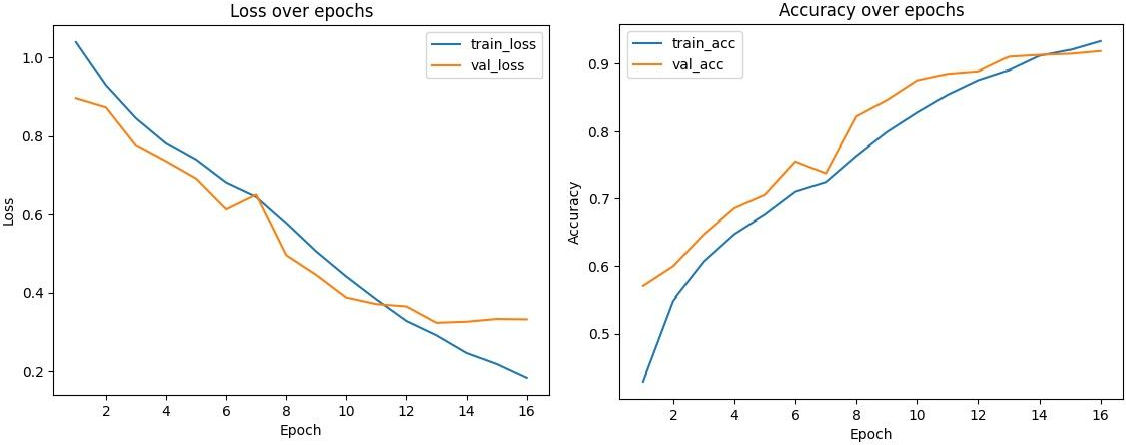 Loss over epochs
train_loss
val_loss
1.0
0.8
0.6
0.4
0.2
Loss
2 4 6 8 10 12 14 16
Epoch
Accuracy over epochs
train_acc
val_acc
0.9
0.8
0.7
0.6
0.5
Accuracy
2 4 6 8 10 12 14 16
Epoch